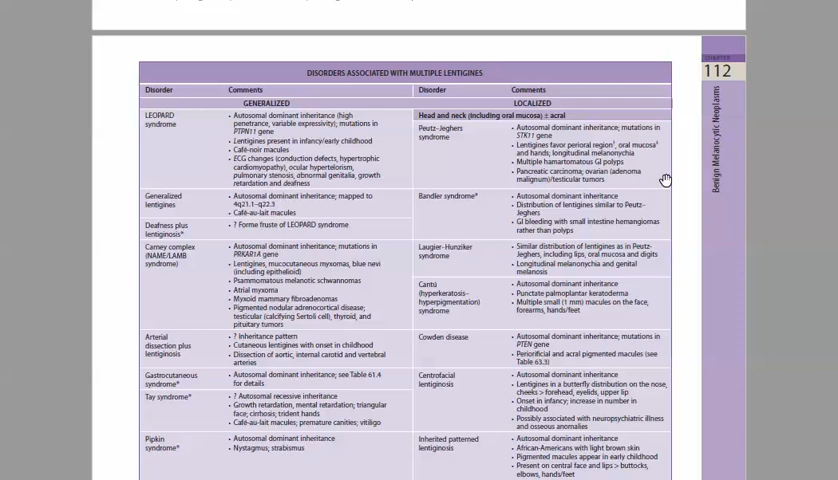 DISORDERS ASSOCIATED WITH MULTIPLE LENTIGINES
Disorder
Comments
GENERALIZED
LEOPARD
syndrome
• Autosomal dominant inheritance (high
penetrance, variable expressivity); mutations in
PTPN11 gene
• Lentigines present in infancy/early childhood
• Café-noir macules
• ECG changes (conduction defects, hypertrophic
cardiomyopathy), ocular hypertelorism,
pulmonary stenosis, abnormal genitalia, growth
retardation and deafness
Generalized
lentigines
• Autosomal dominant inheritance; mapped to
4q21.1–q22.3
• Café-au-lait macules
Deafness plus
lentiginosis*
• ? Forme fruste of LEOPARD syndrome
Carney complex
(NAME/LAMB
syndrome)
• Autosomal dominant inheritance; mutations in
PRKAR1A gene
• Lentigines, mucocutaneous myxomas, blue nevi
(including epithelioid)
• Psammomatous melanotic schwannomas
• Atrial myxoma
• Myxoid mammary fibroadenomas
• Pigmented nodular adrenocortical disease;
testicular (calcifying Sertoli cell), thyroid, and
pituitary tumors
Arterial
dissection plus
lentiginosis
• ? Inheritance pattern
• Cutaneous lentigines with onset in childhood
• Dissection of aortic, internal carotid and vertebral
arteries
Gastrocutaneous
syndrome*
• Autosomal dominant inheritance; see Table 61.4
for details
Tay syndrome*
• ? Autosomal recessive inheritance
• Growth retardation, mental retardation; triangular
face; cirrhosis; trident hands
• Café-au-lait macules; premature canities; vitiligo
Pipkin
syndrome*
• Autosomal dominant inheritance
• Nystagmus; strabismus
Disorder
Comments
LOCALIZED
Head and neck (including oral mucosa) ± acral
Peutz-Jeghers
syndrome
• Autosomal dominant inheritance; mutations in
STK11 gene
• Lentigines favor perioral region, oral mucosa
and hands; longitudinal melanonychia
• Multiple hamartomatous GI polyps
• Pancreatic carcinoma; ovarian (adenoma
malignum)/testicular tumors
Bandler syndrome*
• Autosomal dominant inheritance
• Distribution of lentigines similar to Peutz–
Jeghers
• GI bleeding with small intestine hemangiomas
rather than polyps
Laugier-Hunziker
syndrome
• Similar distribution of lentigines as in Peutz-
Jeghers, including lips, oral mucosa and digits
• Longitudinal melanonychia and genital
melanosis
Cantú
(hyperkeratosis–
hyperpigmentation)
syndrome
• Autosomal dominant inheritance
• Punctate palmoplantar keratoderma
• Multiple small (1 mm) macules on the face,
forearms, hands/feet
Cowden disease
• Autosomal dominant inheritance; mutations in
PTEN gene
• Periorificial and acral pigmented macules (see
Table 63.3)
Centrofacial
lentiginosis
• Autosomal dominant inheritance
• Lentigines in a butterfly distribution on the nose,
cheeks > forehead, eyelids, upper lip
• Onset in infancy; increase in number in
childhood
• Possibly associated with neuropsychiatric illness
and osseous anomalies
Inherited patterned
lentiginosis
• Autosomal dominant inheritance
• African-Americans with light brown skin
• Pigmented macules appear in early childhood
• Present on central face and lips > buttocks,
elbows, hands/feet
CHAPTER
112
Benign Melanocytic Neoplasms